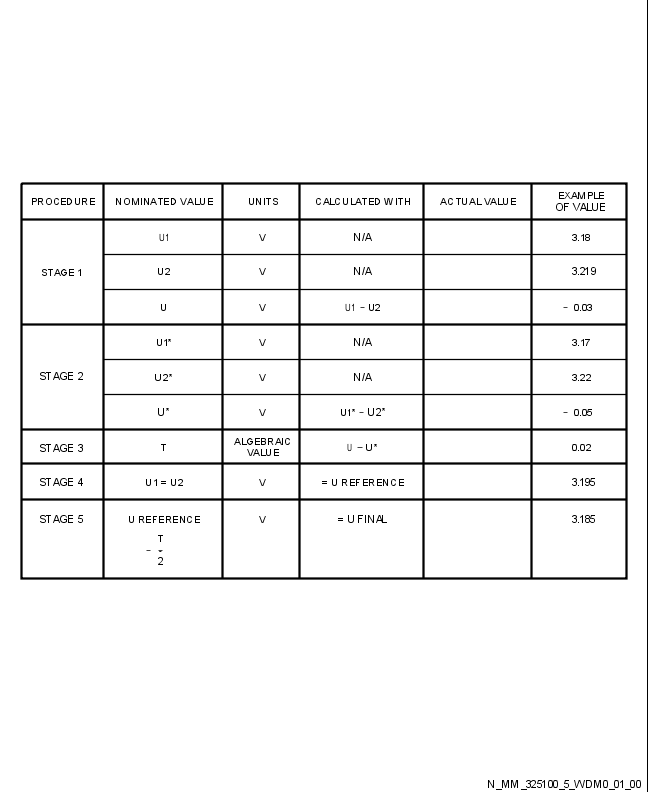 PROCEDURE NOMINATED VALUE UNITS CALCULATED WITH ACTUAL VALUE EXAMPLE
OF VALUE
STAGE 1
U1 V N/A 3.18
U2 V N/A 3.219
U V U1 - U2 - 0.03
STAGE 2
U1* V N/A 3.17
U2* V N/A 3.22
U* V U1* - U2* - 0.05
STAGE 3 T ALGEBRAIC
VALUE U - U* 0.02
STAGE 4 U1 = U2 V = U REFERENCE 3.195
STAGE 5 U REFERENCE V = U FINAL 3.185
T
- -
2
N_MM_325100_5_WDM0_01_00